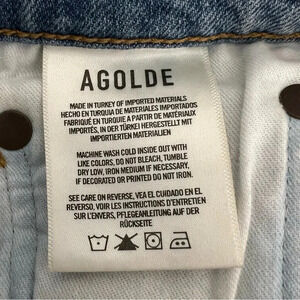 AGOLDE
MADE IN TURKEY OF IMPORTED MATERIALS
HECHO EN TURQUIA DE MATERIALES IMPORTADOS
FABRIQUÉ EN TURQUIE À PARTIR DE MATÉRIAUX
IMPORTÉS, IN DER TÜRKEI HERGESTELLT MIT
IMPORTIERTEN MATERIALIEN
MACHINE WASH COLD INSIDE OUT WITH
LIKE COLORS, DO NOT BLEACH, TUMBLE
DRY LOW, IRON MEDIUM IF NECESSARY,
IF DECORATED OR PRINTED DO NOT IRON.
SEE CARE ON REVERSE, VEA EL CUIDADO EN EL
REVERSO, VOIR LES INSTRUCTIONS D'ENTRETIEN
SUR L'ENVERS, PFLEGEANLEITUNG AUF DER
RÜCKSEITE